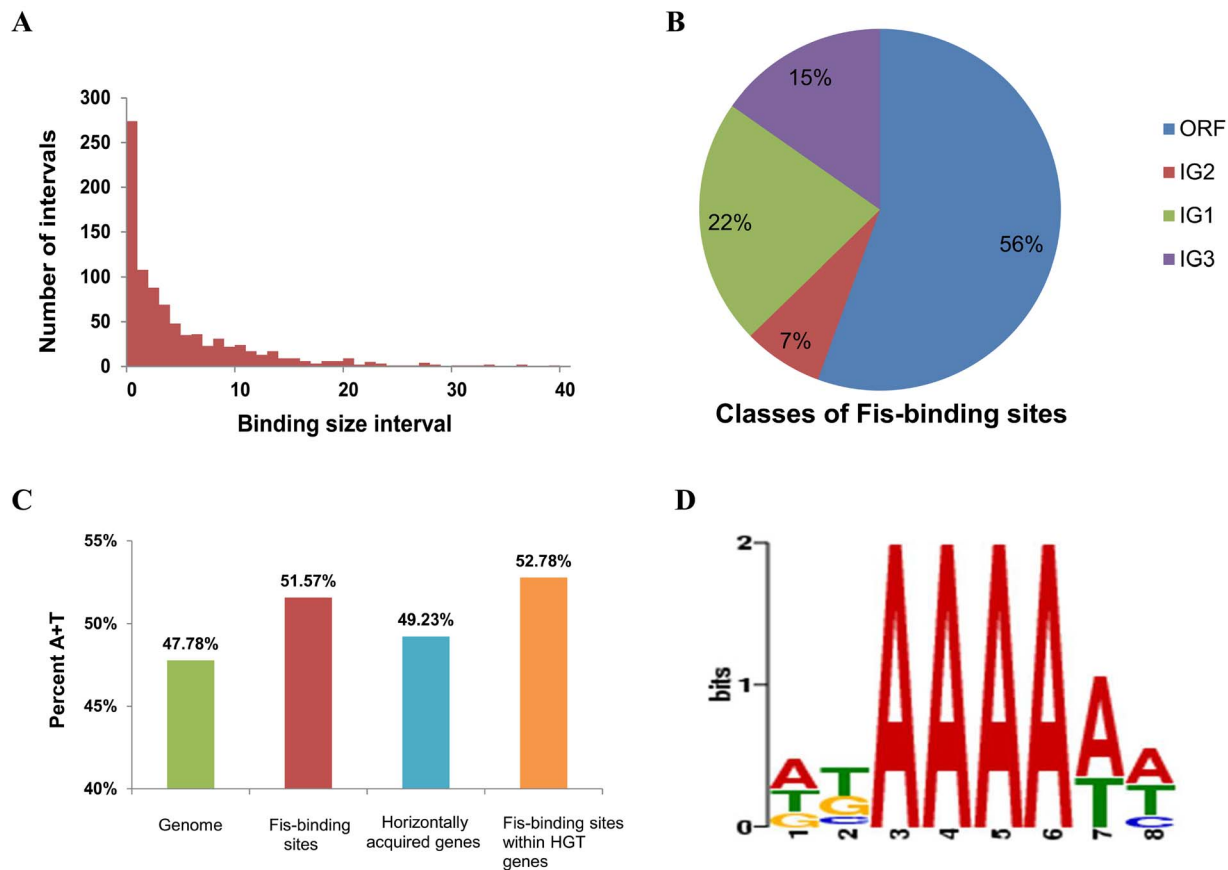 A
300
250
200
150
100
50
0
Number of intervals
0 10 20 30 40
Binding size interval
B
15%
22%
56%
7%
ORF
IG2
IG1
IG3
Classes of Fis-binding sites
C
55%
50%
45%
40%
Percent A+T
47.78%
51.57%
49.23%
52.78%
Genome
Fis-binding
sites
Horizontally
acquired genes
Fis-binding sites
within HGT
genes
D
2
1
0
bits
A T G
T G C
A
A
A
A
A T
A T C
1 2 3 4 5 6 7 8